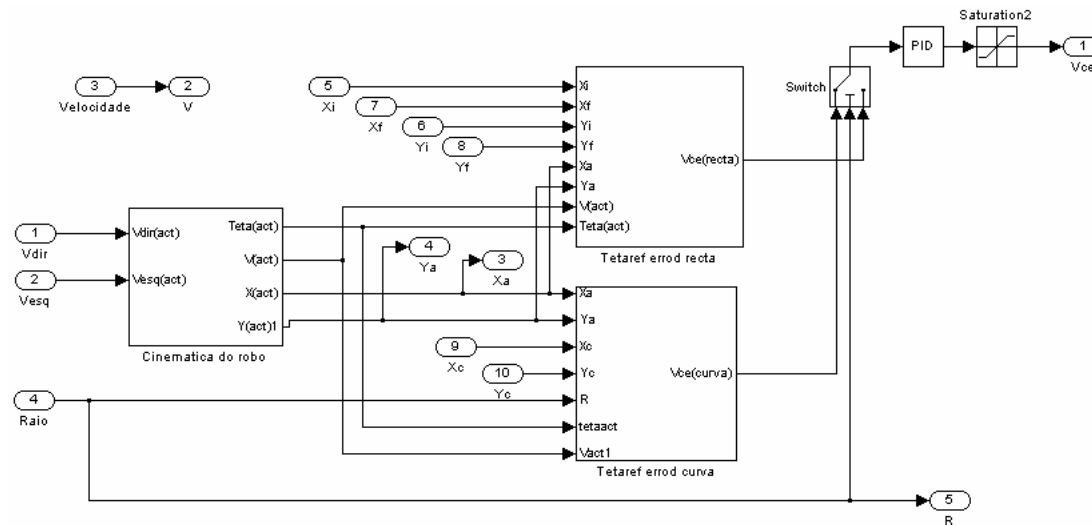 Saturation2
PID
1
Vce
Switch
3
Velocidade
2
V
5
Xi
7
Xf
6
Yi
8
Yf
Xi
Xf
Yi
Yf
Xa
Ya
V(act)
Teta(act)
Vce(recta)
Tetaref errod recta
1
Vdir
2
Vesq
Vdir(act)
Vesq(act)
Teta(act)
V(act)
X(act)
Y(act)1
Cinematica do robo
4
Ya
3
Xa
9
Xc
10
Yc
4
Raio
Xa
Ya
Xc
Yc
R
tetaact
Vact1
Vce(curva)
Tetaref errod curva
5
R